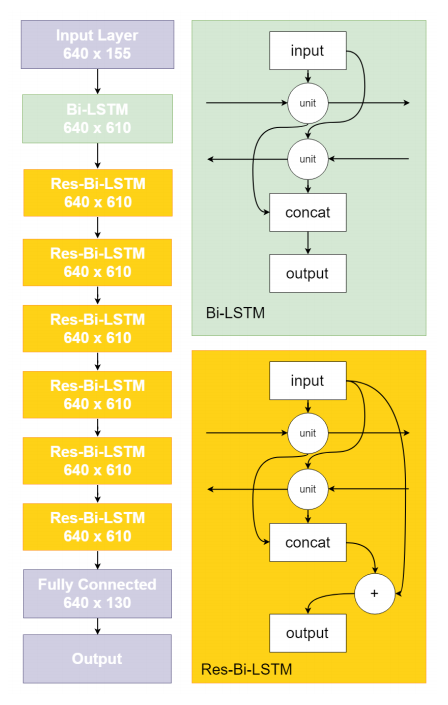 Input Layer
640 x 155
Bi-LSTM
640 x 610
Res-Bi-LSTM
640 x 610
Res-Bi-LSTM
640 x 610
Res-Bi-LSTM
640 x 610
Res-Bi-LSTM
640 x 610
Res-Bi-LSTM
640 x 610
Res-Bi-LSTM
640 x 610
Fully Connected
640 x 130
Output
input
unit
unit
concat
output
Bi-LSTM
input
unit
unit
concat
+
output
Res-Bi-LSTM